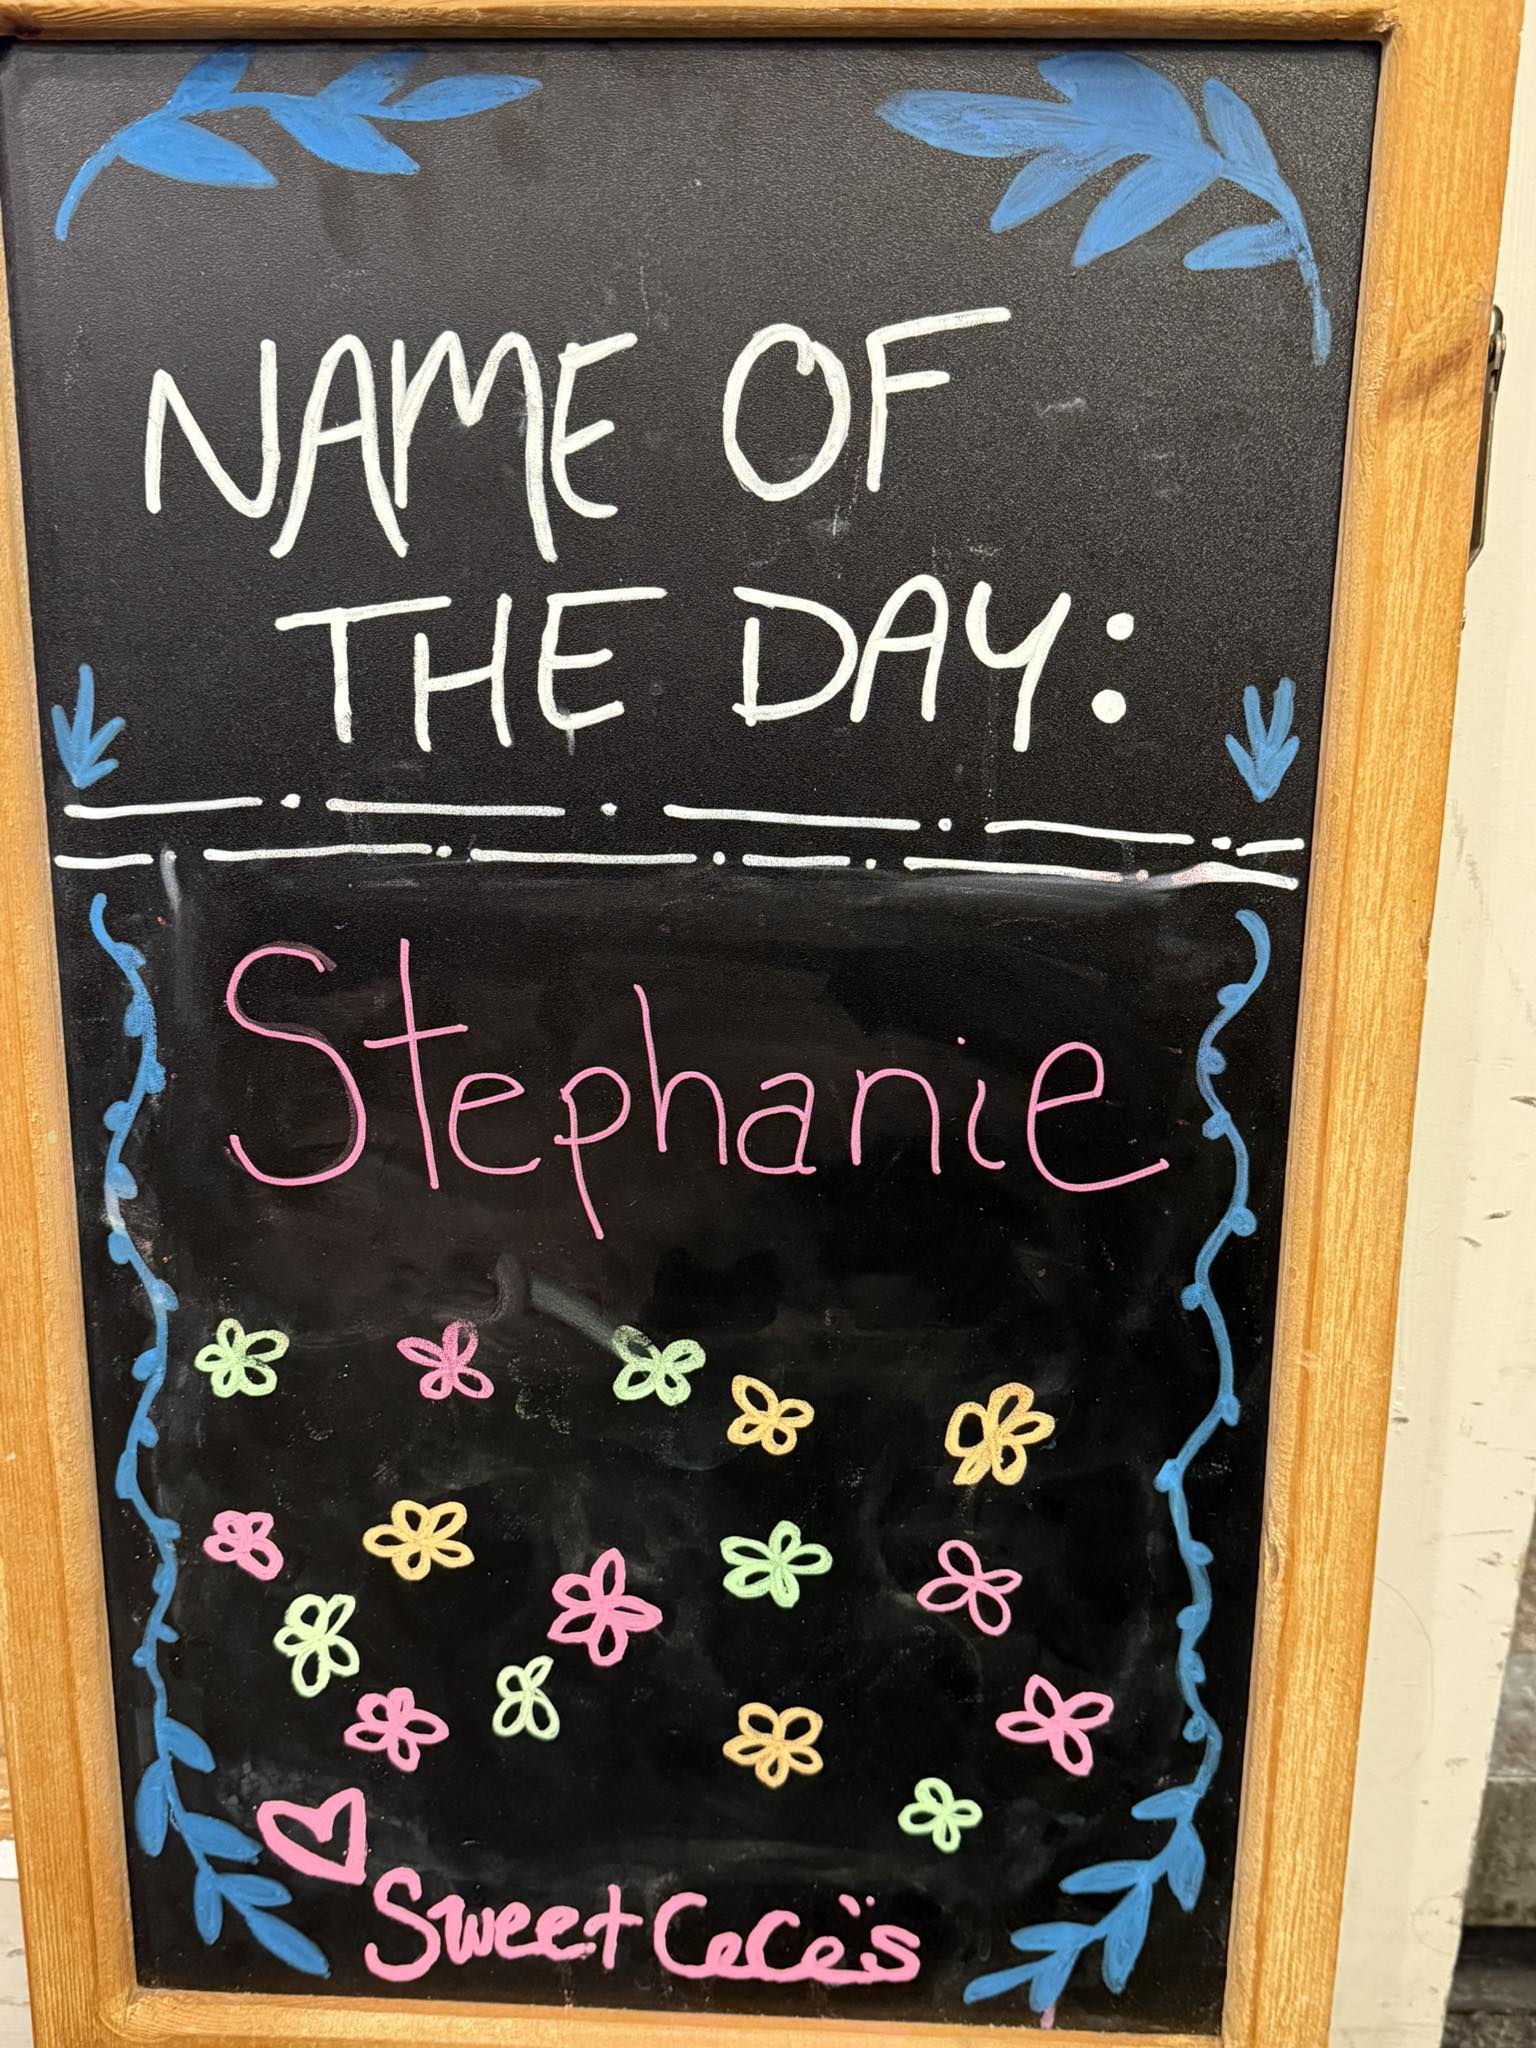 NAME OF
THE DAY:
Stephanie
Sweet CeCe's